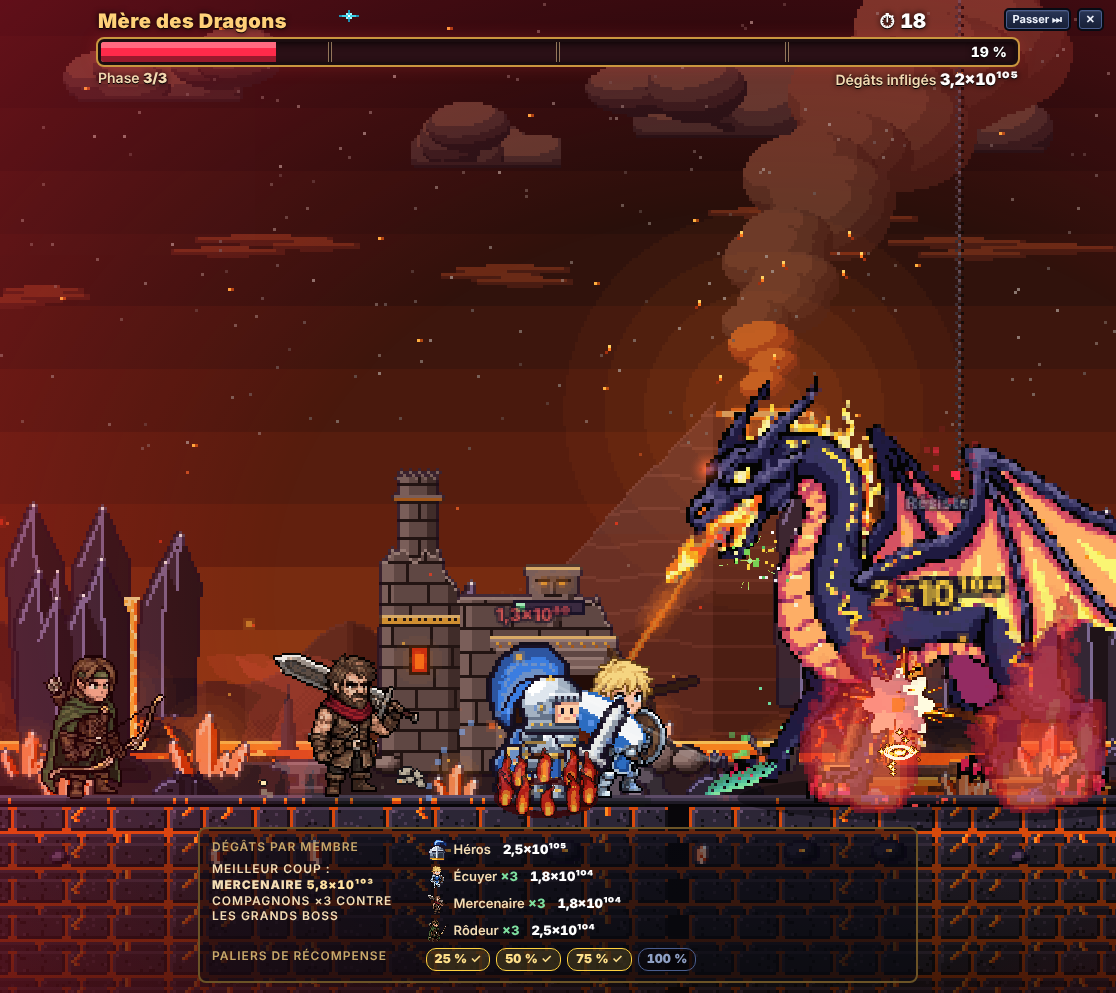 Mère des Dragons
18
Passer ⏭
✕
19 %
Phase 3/3
Dégâts infligés 3,2×10¹⁰⁵
Résiste
2×10¹⁰⁴
DÉGÂTS PAR MEMBRE
MEILLEUR COUP :
MERCENAIRE 5,8×10¹⁰³
COMPAGNONS ×3 CONTRE
LES GRANDS BOSS
Héros 2,5×10¹⁰⁵
Écuyer ×3 1,8×10¹⁰⁴
Mercenaire ×3 1,8×10¹⁰⁴
Rôdeur ×3 2,5×10¹⁰⁴
PALIERS DE RÉCOMPENSE
25 % ✓ 50 % ✓ 75 % ✓ 100 %